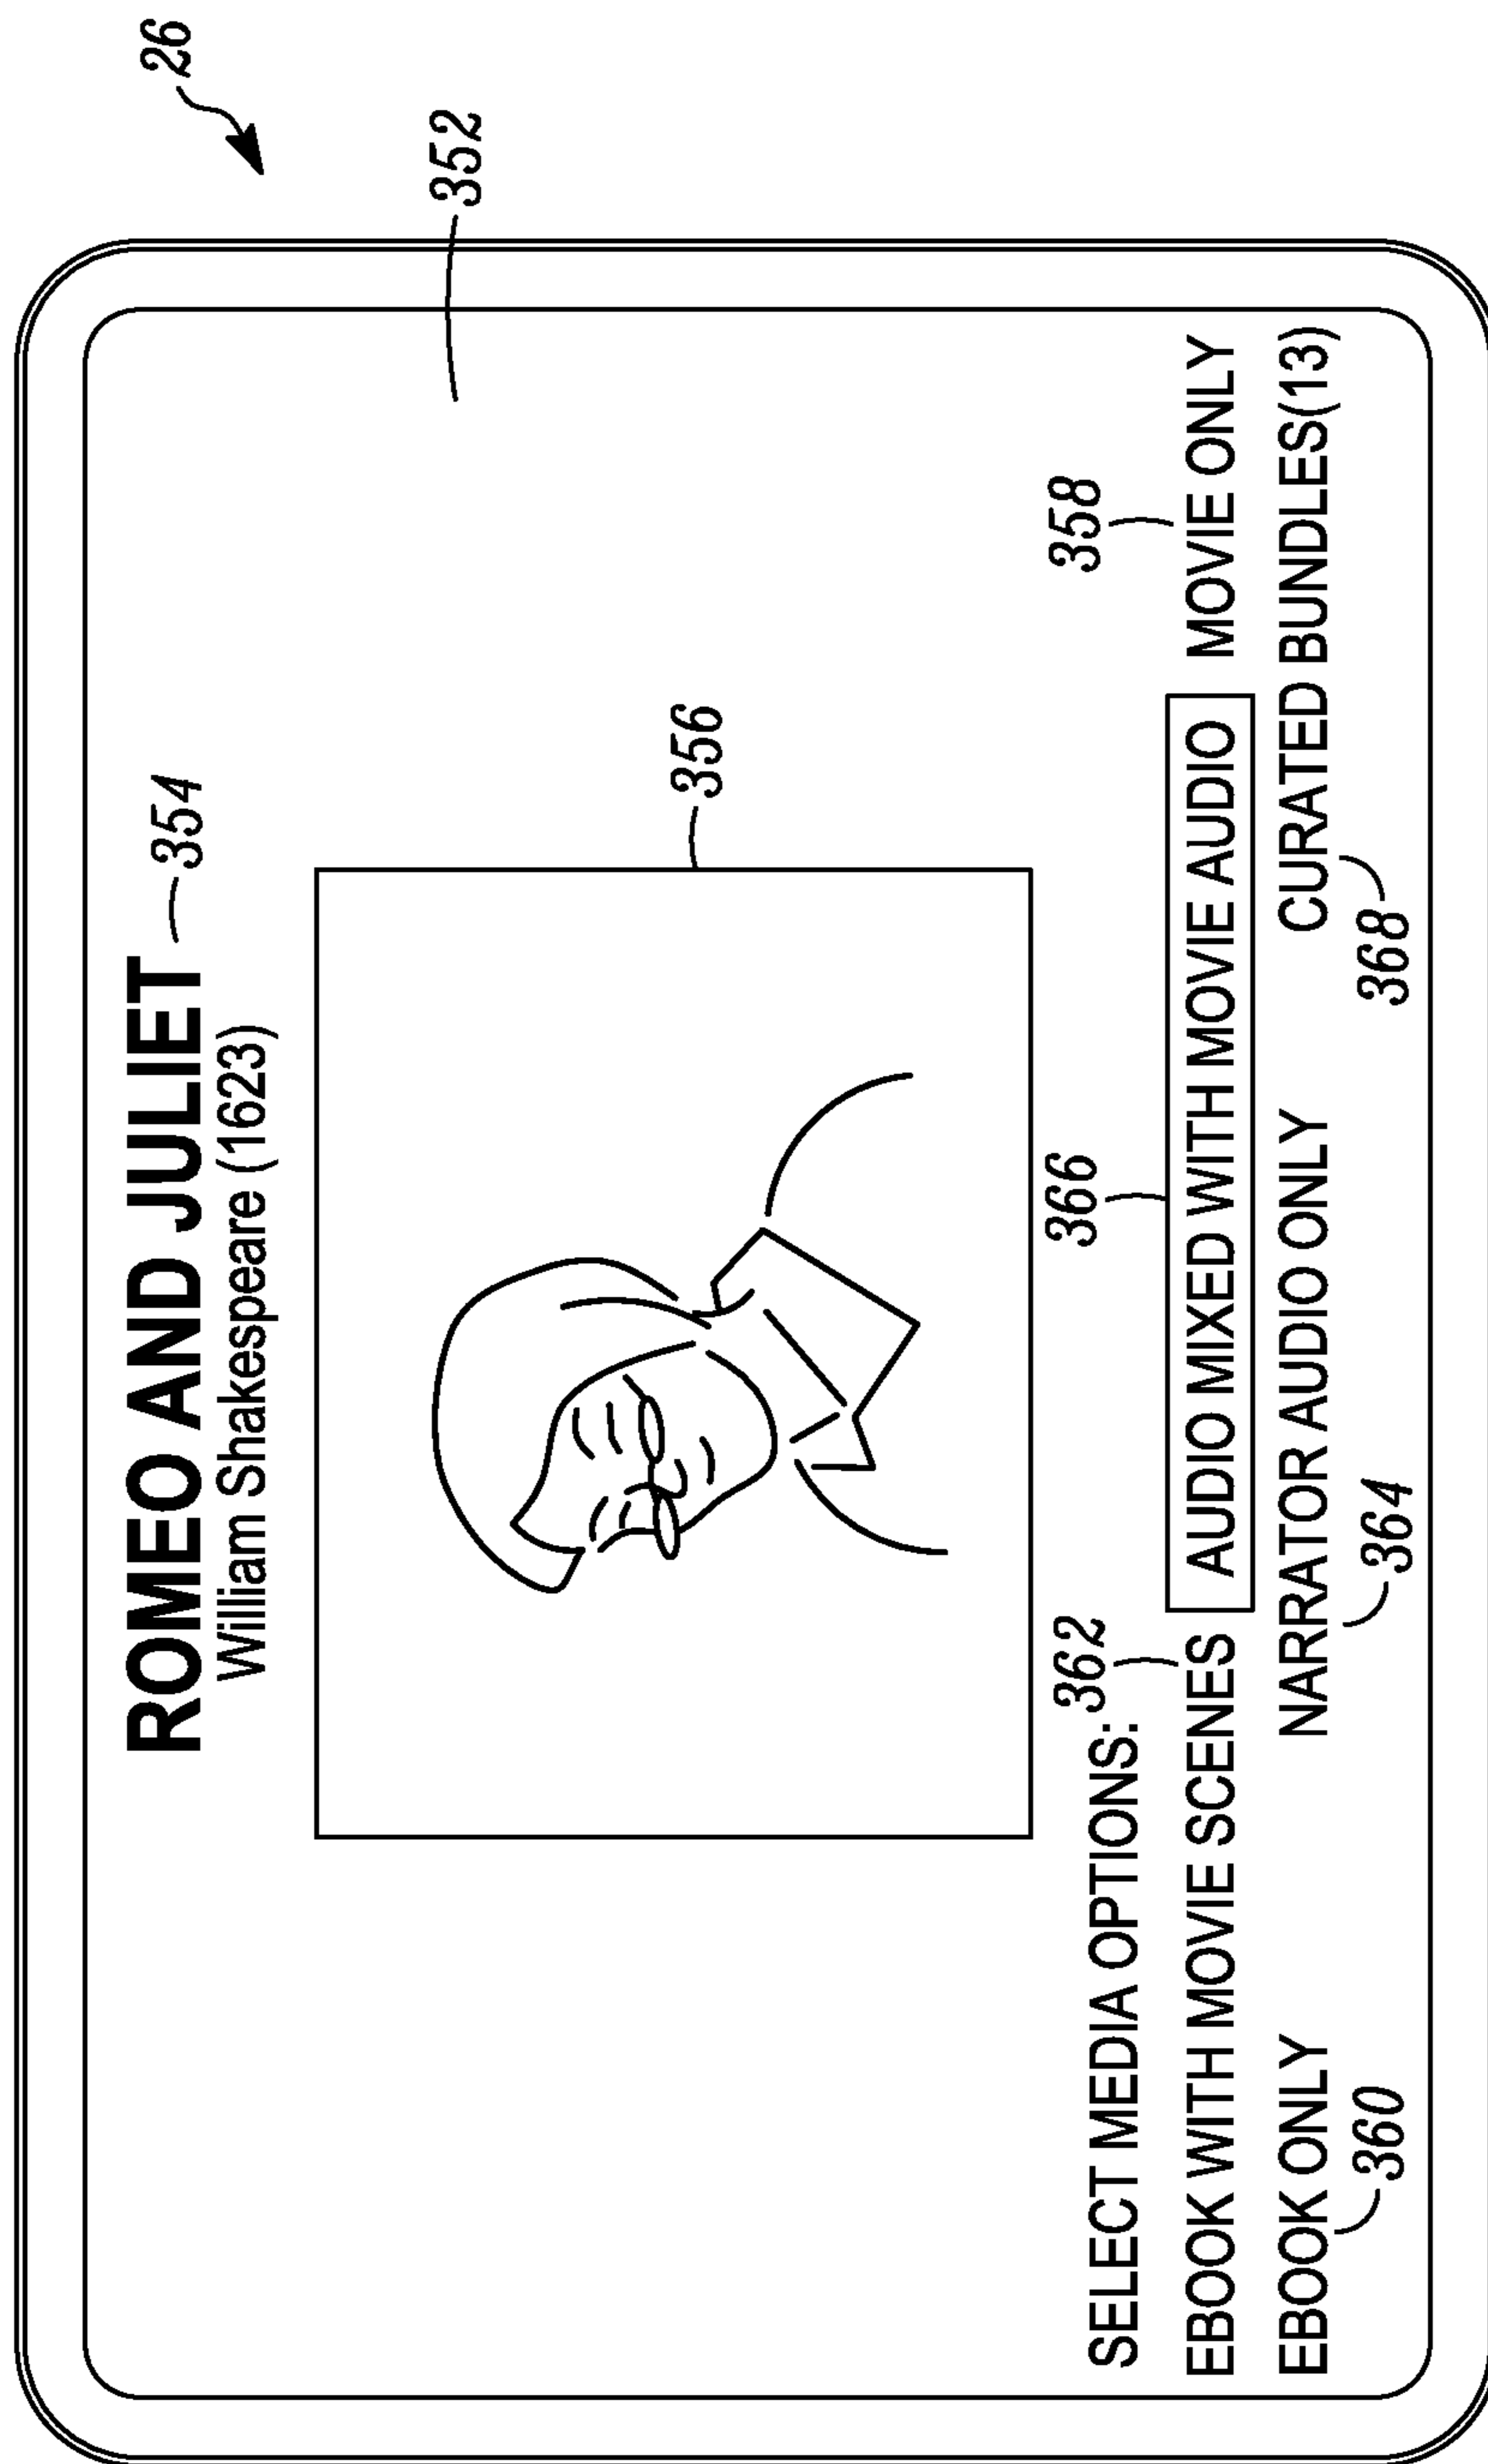 26
352
ROMEO AND JULIET 354
William Shakespeare (1623)
356
SELECT MEDIA OPTIONS: 362 366 358
EBOOK WITH MOVIE SCENES AUDIO MIXED WITH MOVIE AUDIO MOVIE ONLY
EBOOK ONLY NARRATOR AUDIO ONLY CURATED BUNDLES(13)
360 364 368